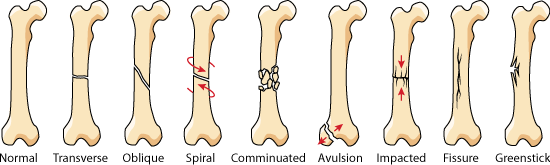 Normal Transverse Oblique Spiral Comminuated Avulsion Impacted Fissure Greenstick